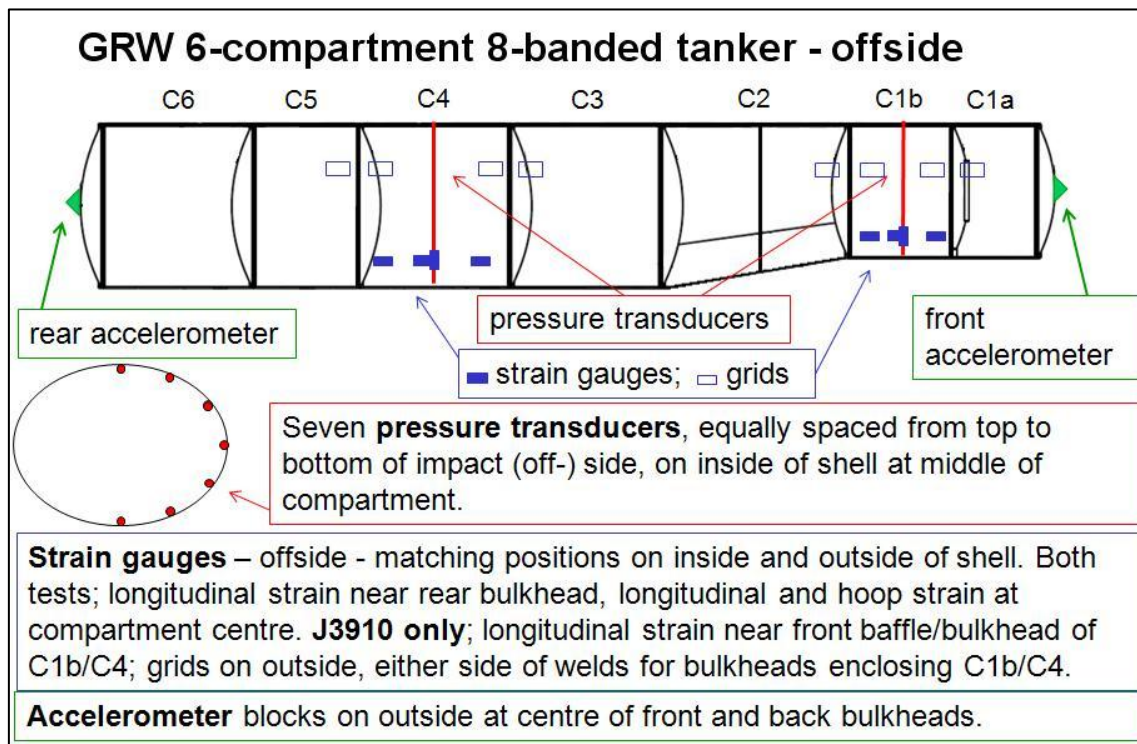 GRW 6-compartment 8-banded tanker - offside
C6 C5 C4 C3 C2 C1b C1a
rear accelerometer
pressure transducers
front
accelerometer
strain gauges; grids
Seven pressure transducers, equally spaced from top to
bottom of impact (off-) side, on inside of shell at middle of
compartment.
Strain gauges – offside - matching positions on inside and outside of shell. Both
tests; longitudinal strain near rear bulkhead, longitudinal and hoop strain at
compartment centre. J3910 only; longitudinal strain near front baffle/bulkhead of
C1b/C4; grids on outside, either side of welds for bulkheads enclosing C1b/C4.
Accelerometer blocks on outside at centre of front and back bulkheads.